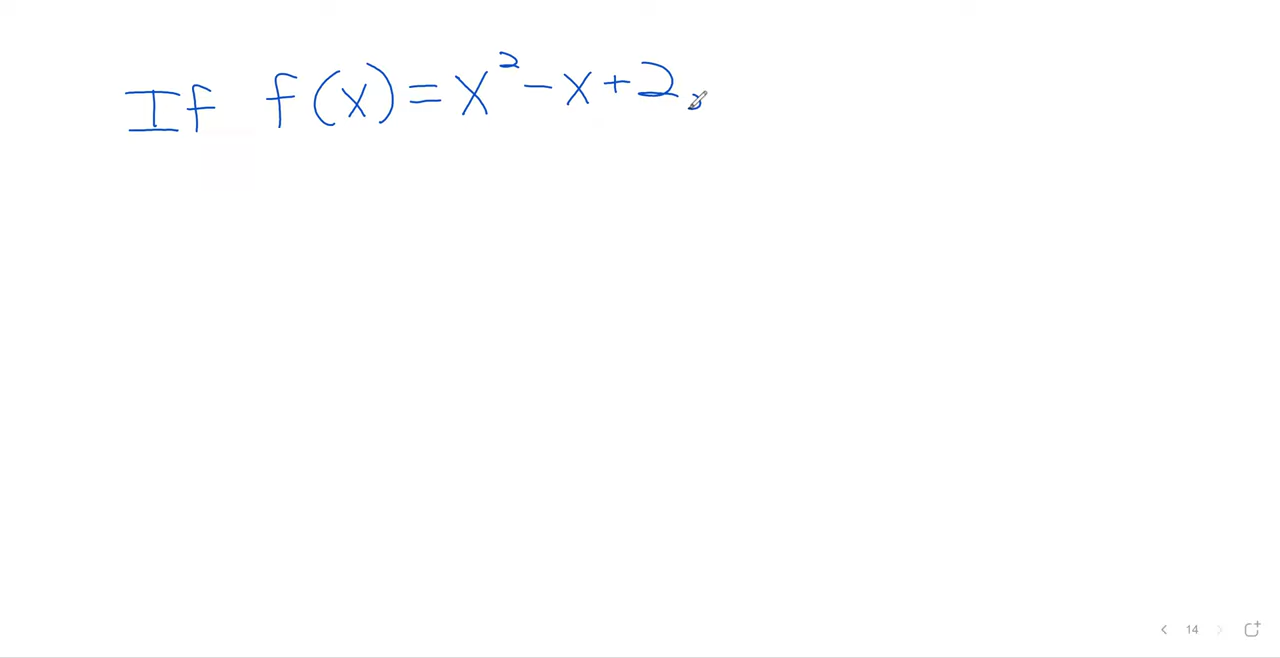 If f(x) = x² - x + 2,
14